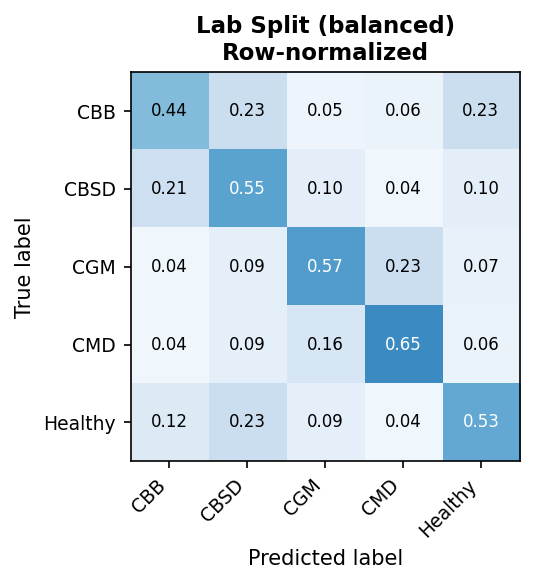 Lab Split (balanced)
Row-normalized
True label
CBB 0.44 0.23 0.05 0.06 0.23
CBSD 0.21 0.55 0.10 0.04 0.10
CGM 0.04 0.09 0.57 0.23 0.07
CMD 0.04 0.09 0.16 0.65 0.06
Healthy 0.12 0.23 0.09 0.04 0.53
CBB CBSD CGM CMD Healthy
Predicted label